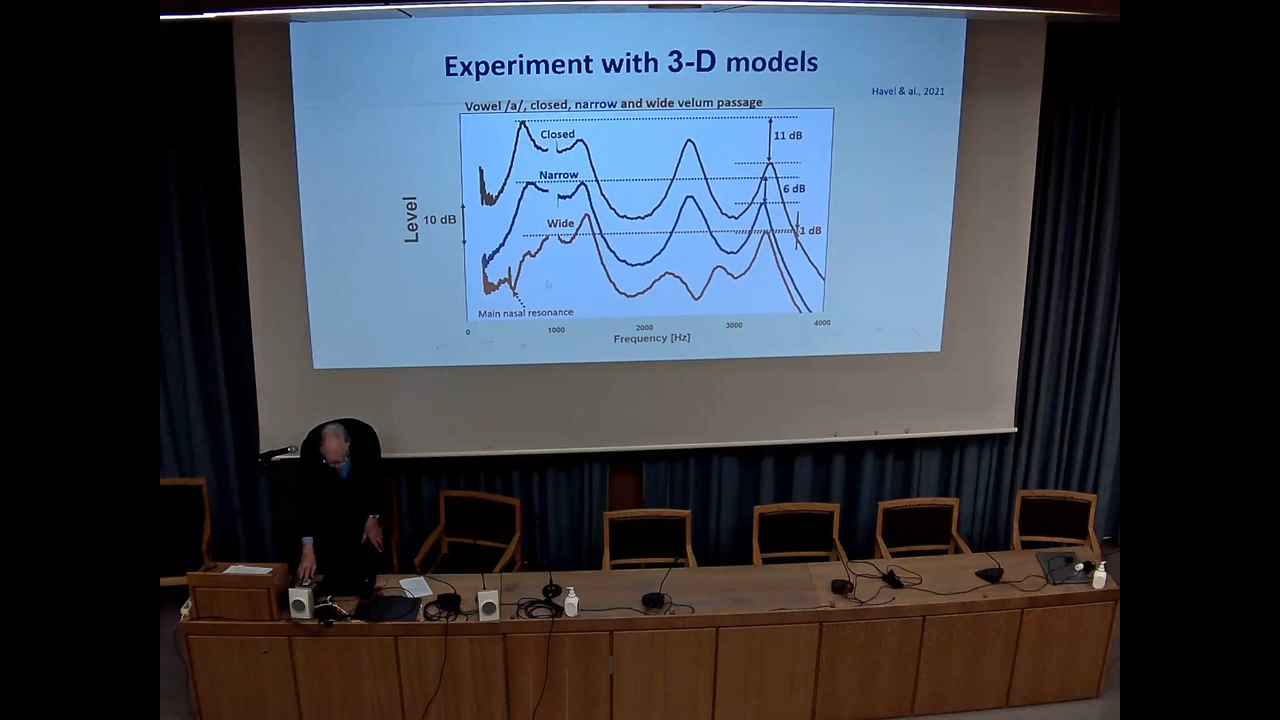 Experiment with 3-D models
Havel & al., 2021
Vowel /a/, closed, narrow and wide velum passage
Closed
11 dB
Narrow
6 dB
Level
10 dB
Wide
1 dB
Main nasal resonance
0 1000 2000 3000 4000
Frequency [Hz]